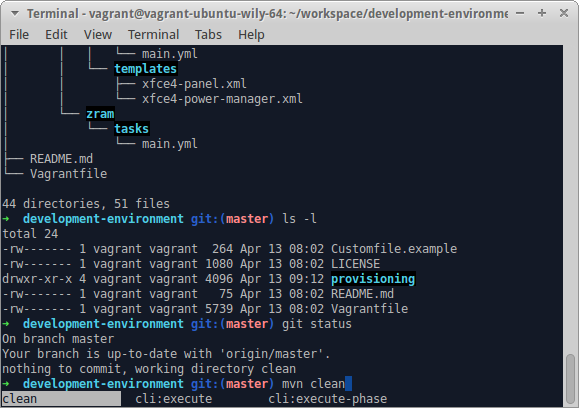 Terminal - vagrant@vagrant-ubuntu-wily-64: ~/workspace/development-environme
File Edit View Terminal Tabs Help
│   │   │   └── main.yml
│   │   └── templates
│   │       ├── xfce4-panel.xml
│   │       └── xfce4-power-manager.xml
│   └── zram
│       └── tasks
│           └── main.yml
├── README.md
└── Vagrantfile
44 directories, 51 files
➜ development-environment git:(master) ls -l
total 24
-rw------- 1 vagrant vagrant  264 Apr 13 08:02 Customfile.example
-rw------- 1 vagrant vagrant 1080 Apr 13 08:02 LICENSE
drwxr-xr-x 4 vagrant vagrant 4096 Apr 13 09:12 provisioning
-rw------- 1 vagrant vagrant   75 Apr 13 08:02 README.md
-rw------- 1 vagrant vagrant 5739 Apr 13 08:02 Vagrantfile
➜ development-environment git:(master) git status
On branch master
Your branch is up-to-date with 'origin/master'.
nothing to commit, working directory clean
➜ development-environment git:(master) mvn clean
clean cli:execute cli:execute-phase